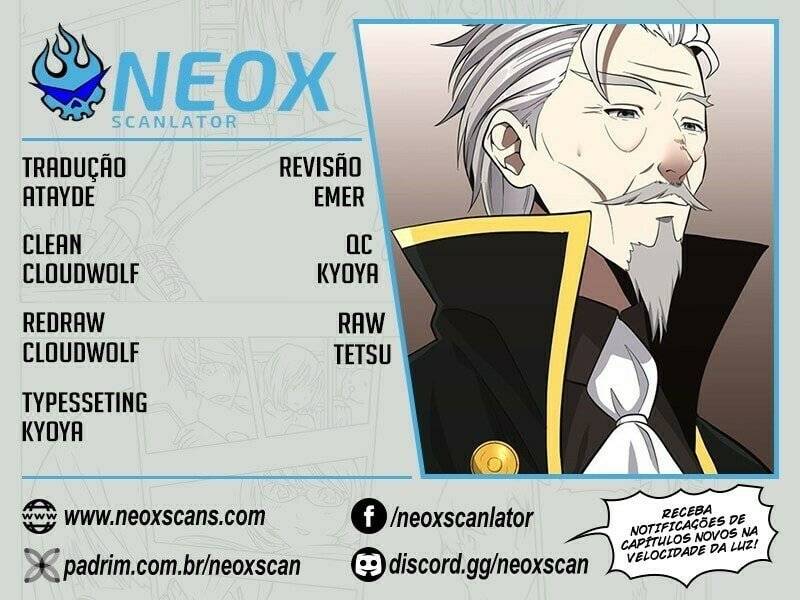 NEOX
SCANLATOR
TRADUÇÃO
ATAYDE
REVISÃO
EMER
CLEAN
CLOUDWOLF
QC
KYOYA
REDRAW
CLOUDWOLF
RAW
TETSU
TYPESSETING
KYOYA
www www.neoxscans.com
f /neoxscanlator
padrim.com.br/neoxscan
discord.gg/neoxscan
RECEBA
NOTIFICAÇÕES DE
CAPÍTULOS NOVOS NA
VELOCIDADE DA LUZ!